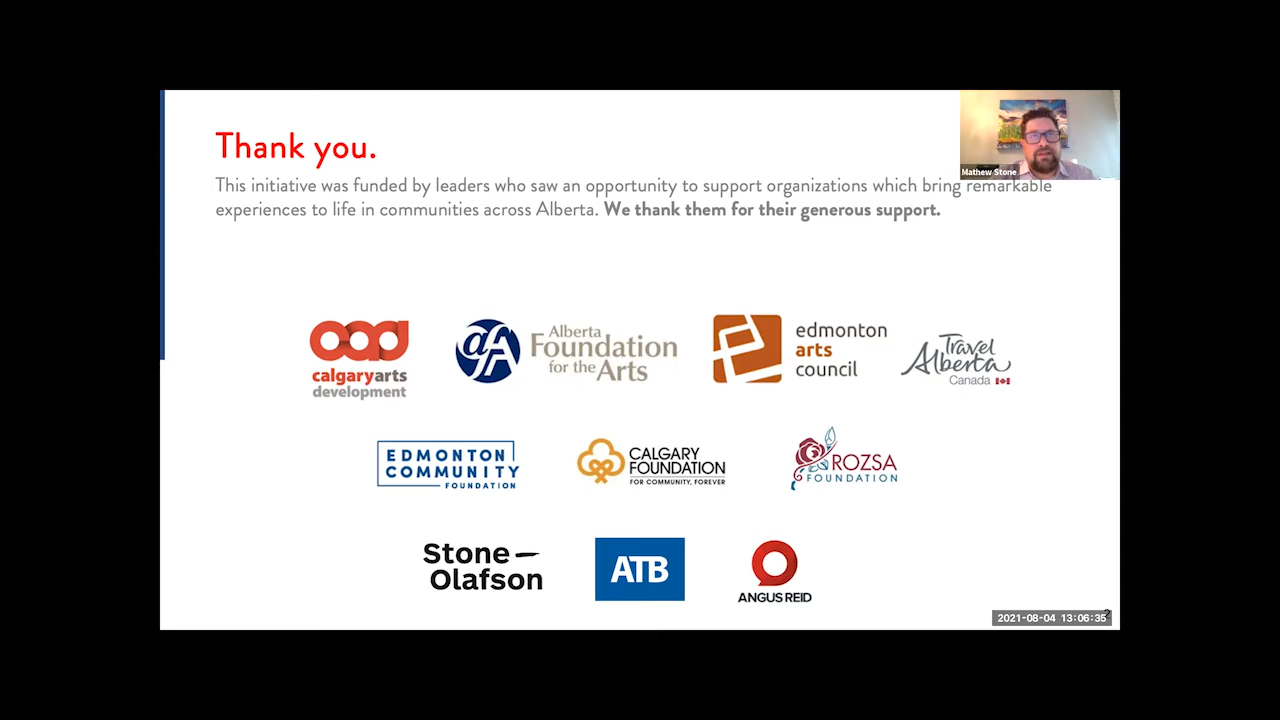 Thank you.
Mathew Stone
This initiative was funded by leaders who saw an opportunity to support organizations which bring remarkable
experiences to life in communities across Alberta. We thank them for their generous support.
calgaryarts
development
afA
Alberta
Foundation
for the Arts
edmonton
arts
council
Travel
Alberta
Canada
EDMONTON
COMMUNITY
FOUNDATION
CALGARY
FOUNDATION
FOR COMMUNITY, FOREVER
ROZSA
FOUNDATION
Stone
Olafson
ATB
ANGUS REID
2
2021-08-04 13:06:35